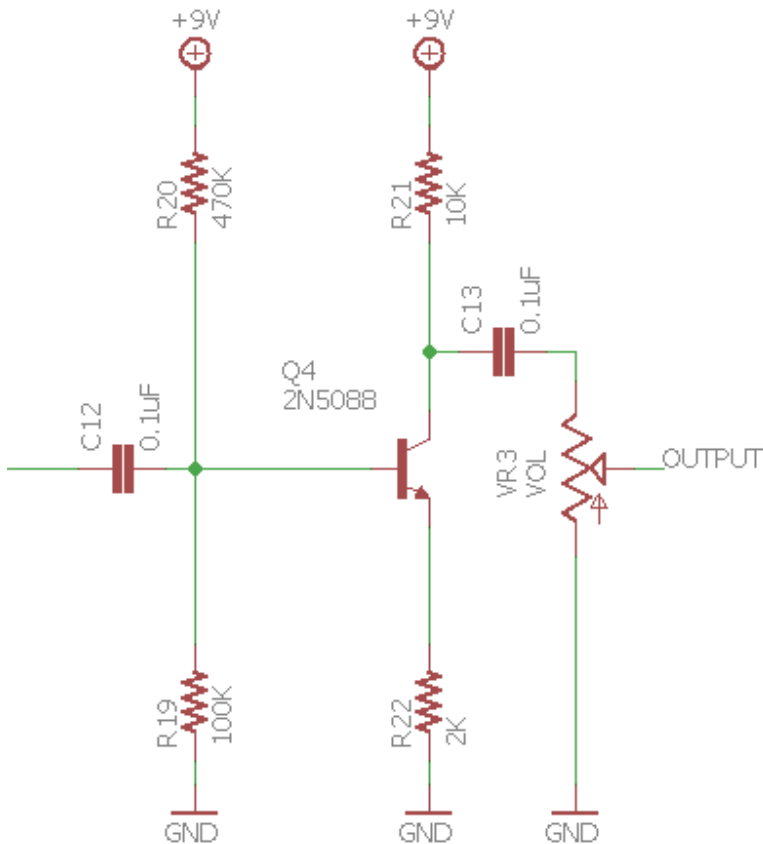 +9V
+9V
R20
470K
R21
10K
C13
0.1uF
Q4
2N5088
C12
0.1uF
VR3
VOL
OUTPUT
R19
100K
R22
2K
GND
GND
GND